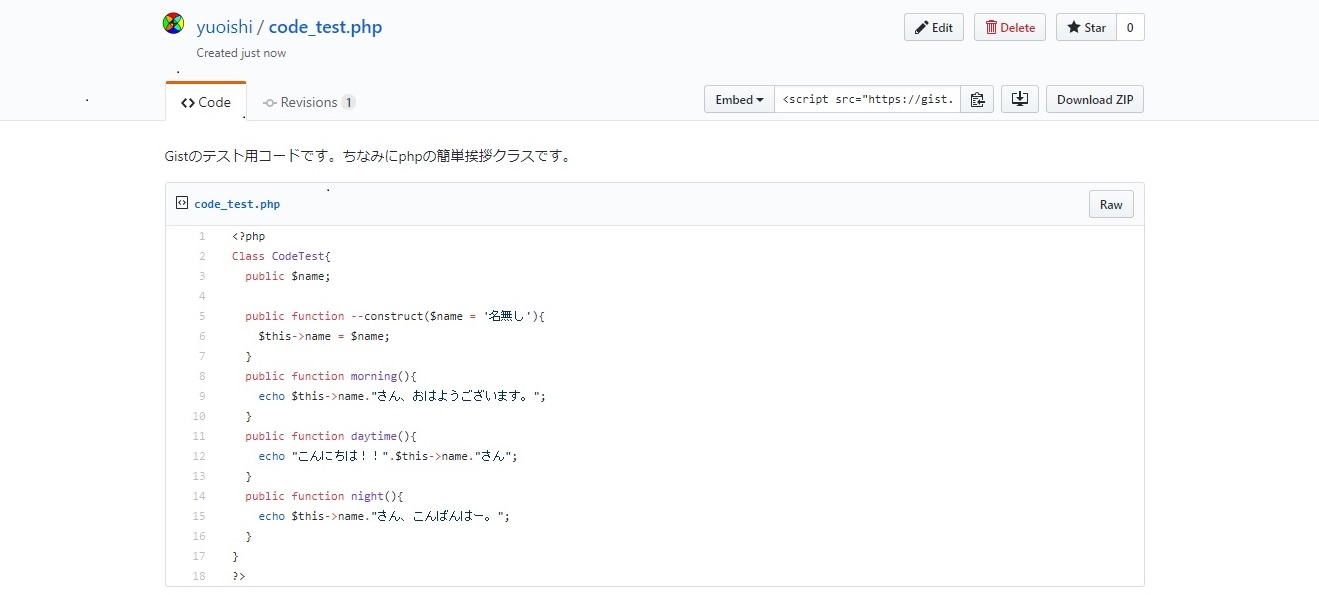 yuoishi / code_test.php
Edit
Delete
Star
0
Created just now
Code
Revisions 1
Embed
<script src="https://gist.
Download ZIP
Gistのテスト用コードです。ちなみにphpの簡単挨拶クラスです。
code_test.php
Raw
1 <?php
2 Class CodeTest{
3 public $name;
4
5 public function --construct($name = '名無し'){
6 $this->name = $name;
7 }
8 public function morning(){
9 echo $this->name."さん、おはようございます。";
10 }
11 public function daytime(){
12 echo "こんにちは！！".$this->name."さん";
13 }
14 public function night(){
15 echo $this->name."さん、こんばんはー。";
16 }
17 }
18 ?>